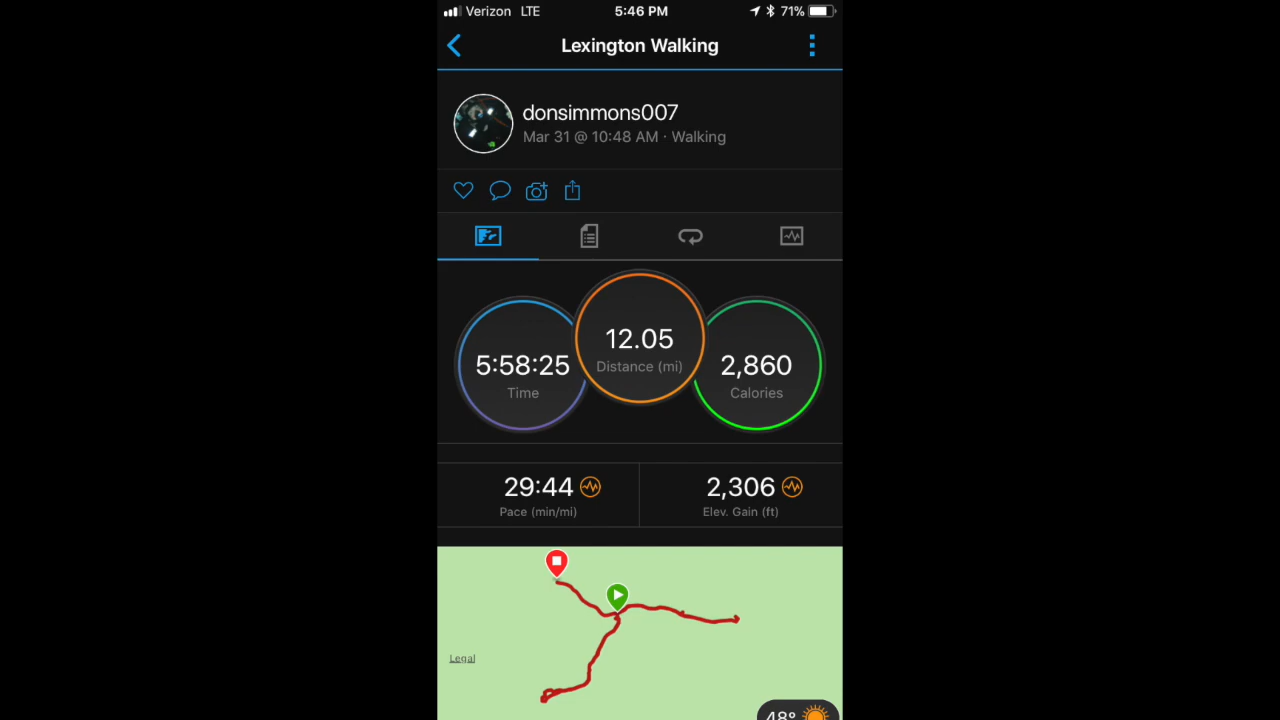 Verizon LTE 5:46 PM 71%
Lexington Walking
donsimmons007
Mar 31 @ 10:48 AM · Walking
12.05
Distance (mi)
5:58:25
Time
2,860
Calories
29:44
Pace (min/mi)
2,306
Elev. Gain (ft)
Legal
48°